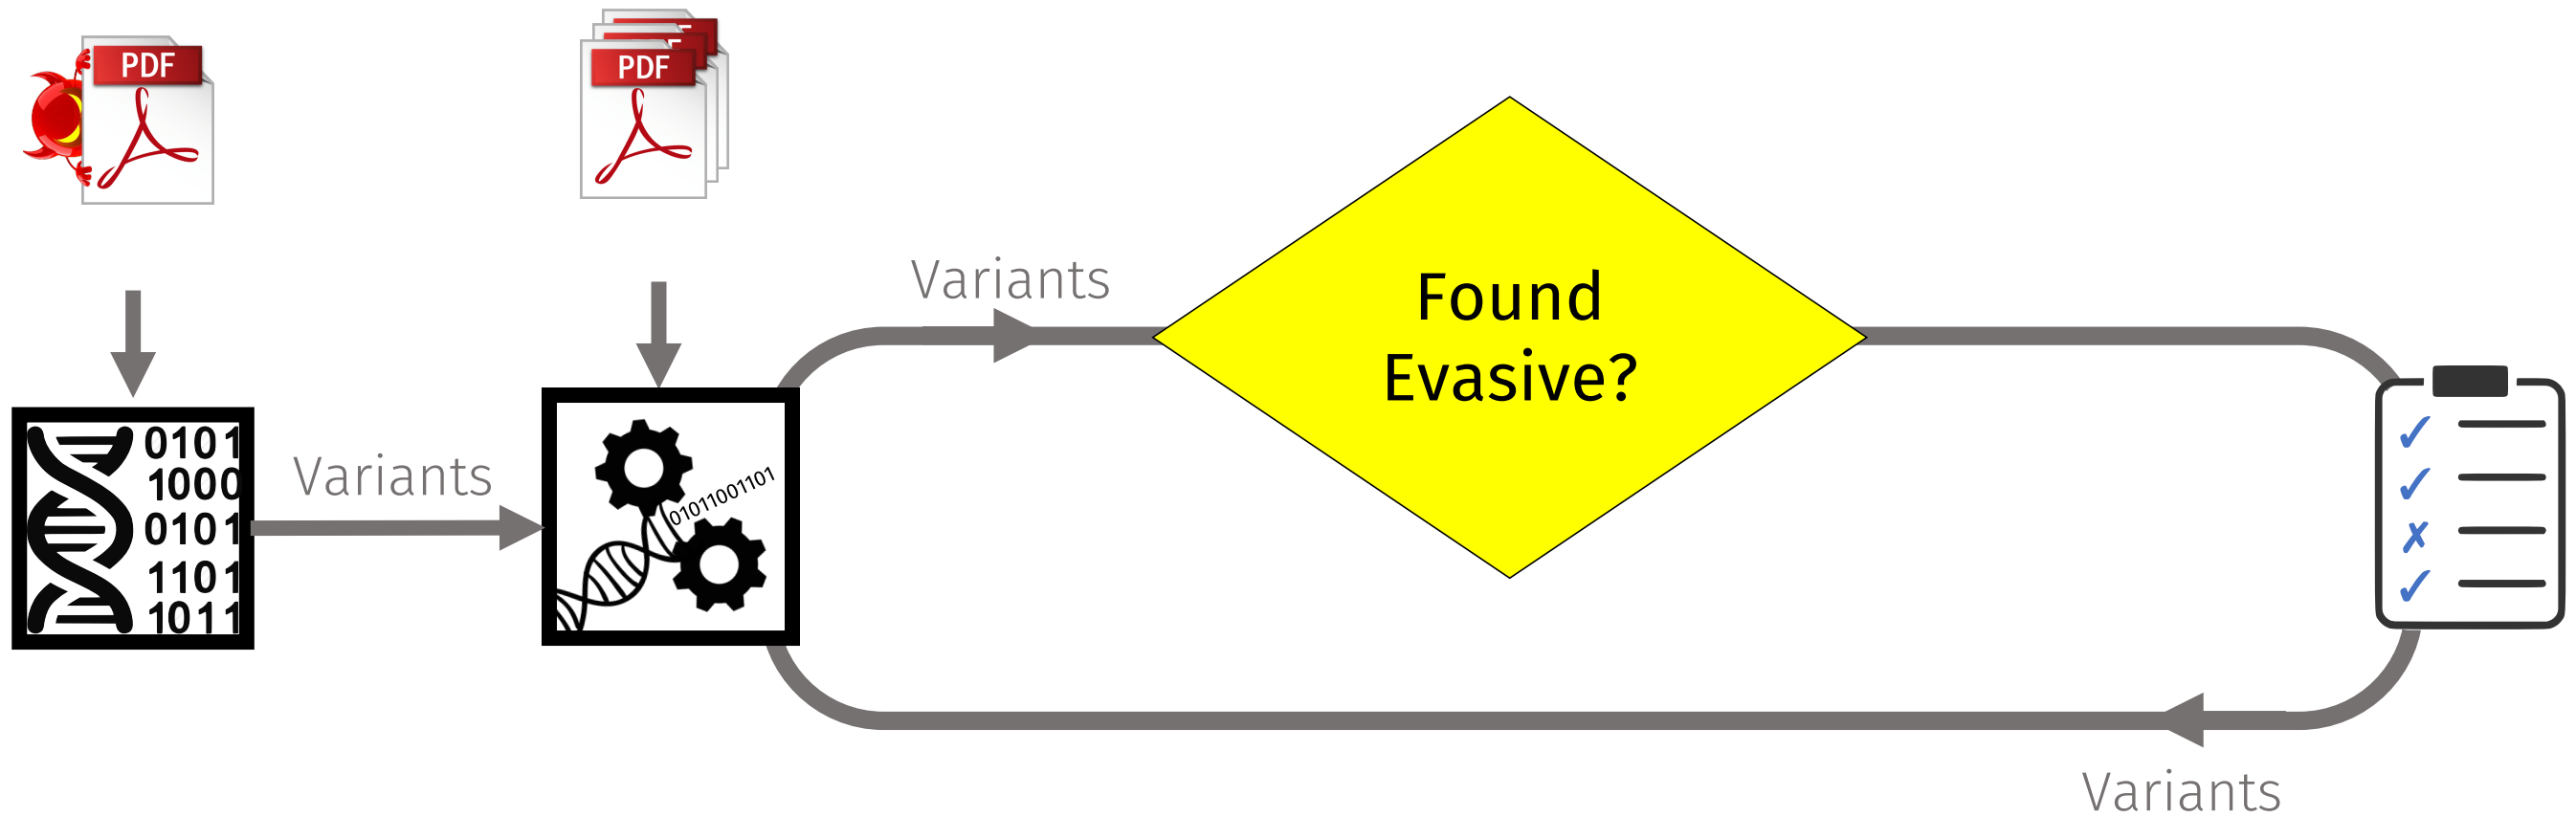 PDF
PDF
F
F
Variants
Found
Evasive?
0101
1000
0101
1101
1011
Variants
01011001101
Variants